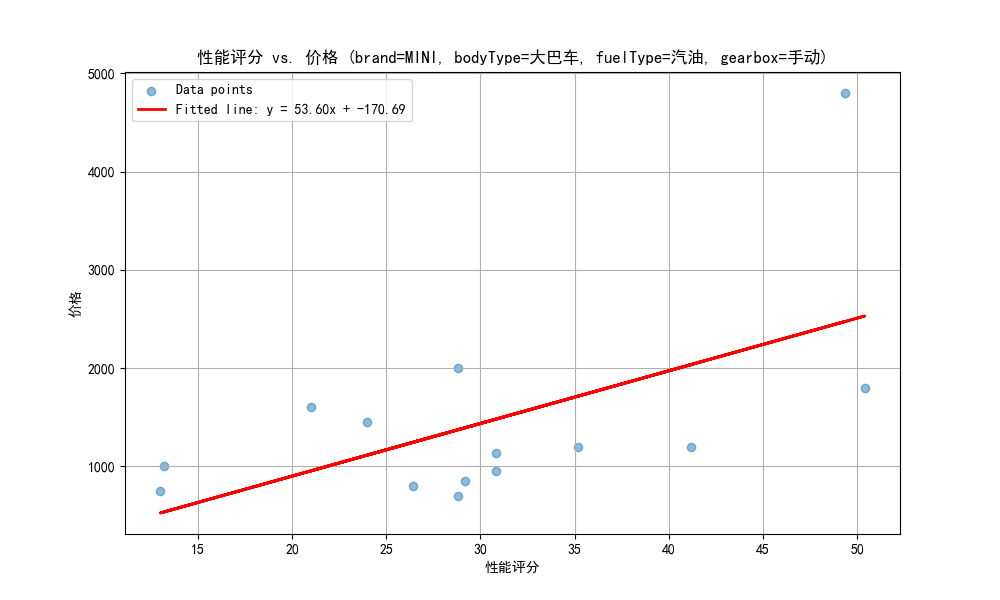 性能评分 vs. 价格 (brand=MINI, bodyType=大巴车, fuelType=汽油, gearbox=手动)
Data points
Fitted line: y = 53.60x + -170.69
5000
4000
3000
2000
1000
价格
15 20 25 30 35 40 45 50
性能评分